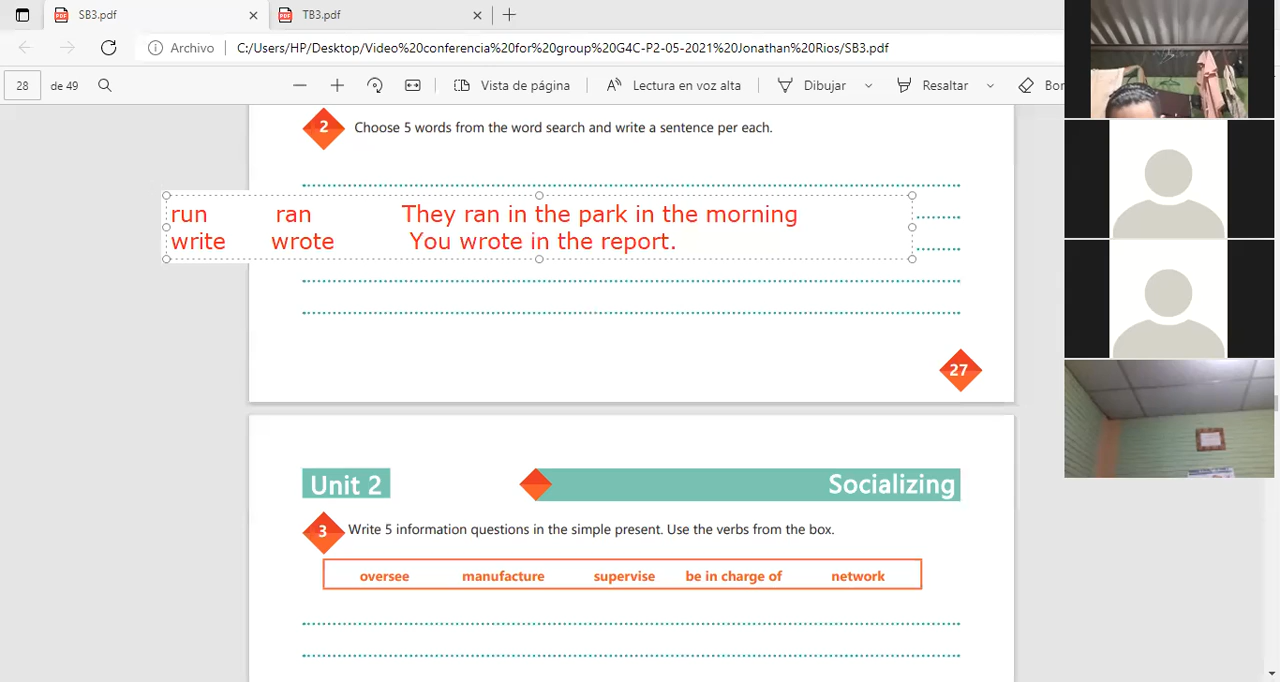 SB3.pdf
TB3.pdf
Archivo C:/Users/HP/Desktop/Video%20conferencia%20for%20group%20G4C-P2-05-2021%20Jonathan%20Rios/SB3.pdf
28 de 49 Vista de página Lectura en voz alta Dibujar Resaltar Bor
2 Choose 5 words from the word search and write a sentence per each.
run ran They ran in the park in the morning
write wrote You wrote in the report.
27
Unit 2 Socializing
3 Write 5 information questions in the simple present. Use the verbs from the box.
oversee manufacture supervise be in charge of network